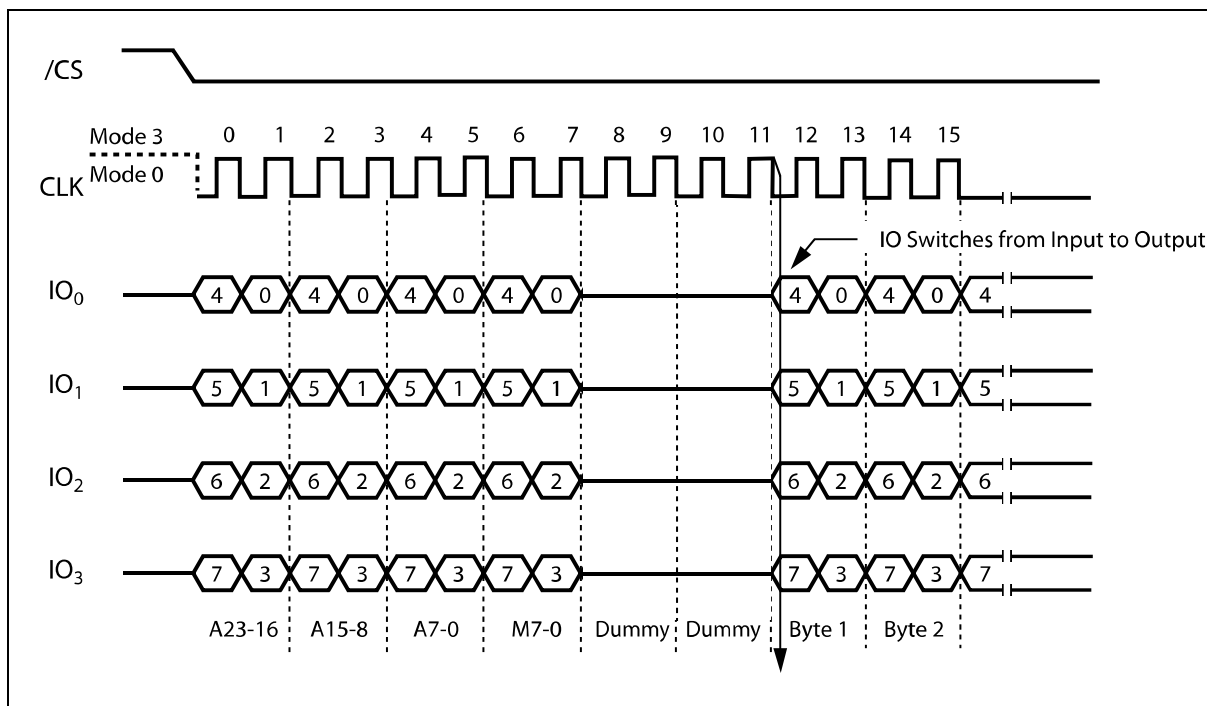 /CS
Mode 3
0 1 2 3 4 5 6 7 8 9 10 11 12 13 14 15
Mode 0
CLK
IO Switches from Input to Output
IO0 4 0 4 0 4 0 4 0 4 0 4 0 4
IO1 5 1 5 1 5 1 5 1 5 1 5 1 5
IO2 6 2 6 2 6 2 6 2 6 2 6 2 6
IO3 7 3 7 3 7 3 7 3 7 3 7 3 7
A23-16 A15-8 A7-0 M7-0 Dummy Dummy Byte 1 Byte 2